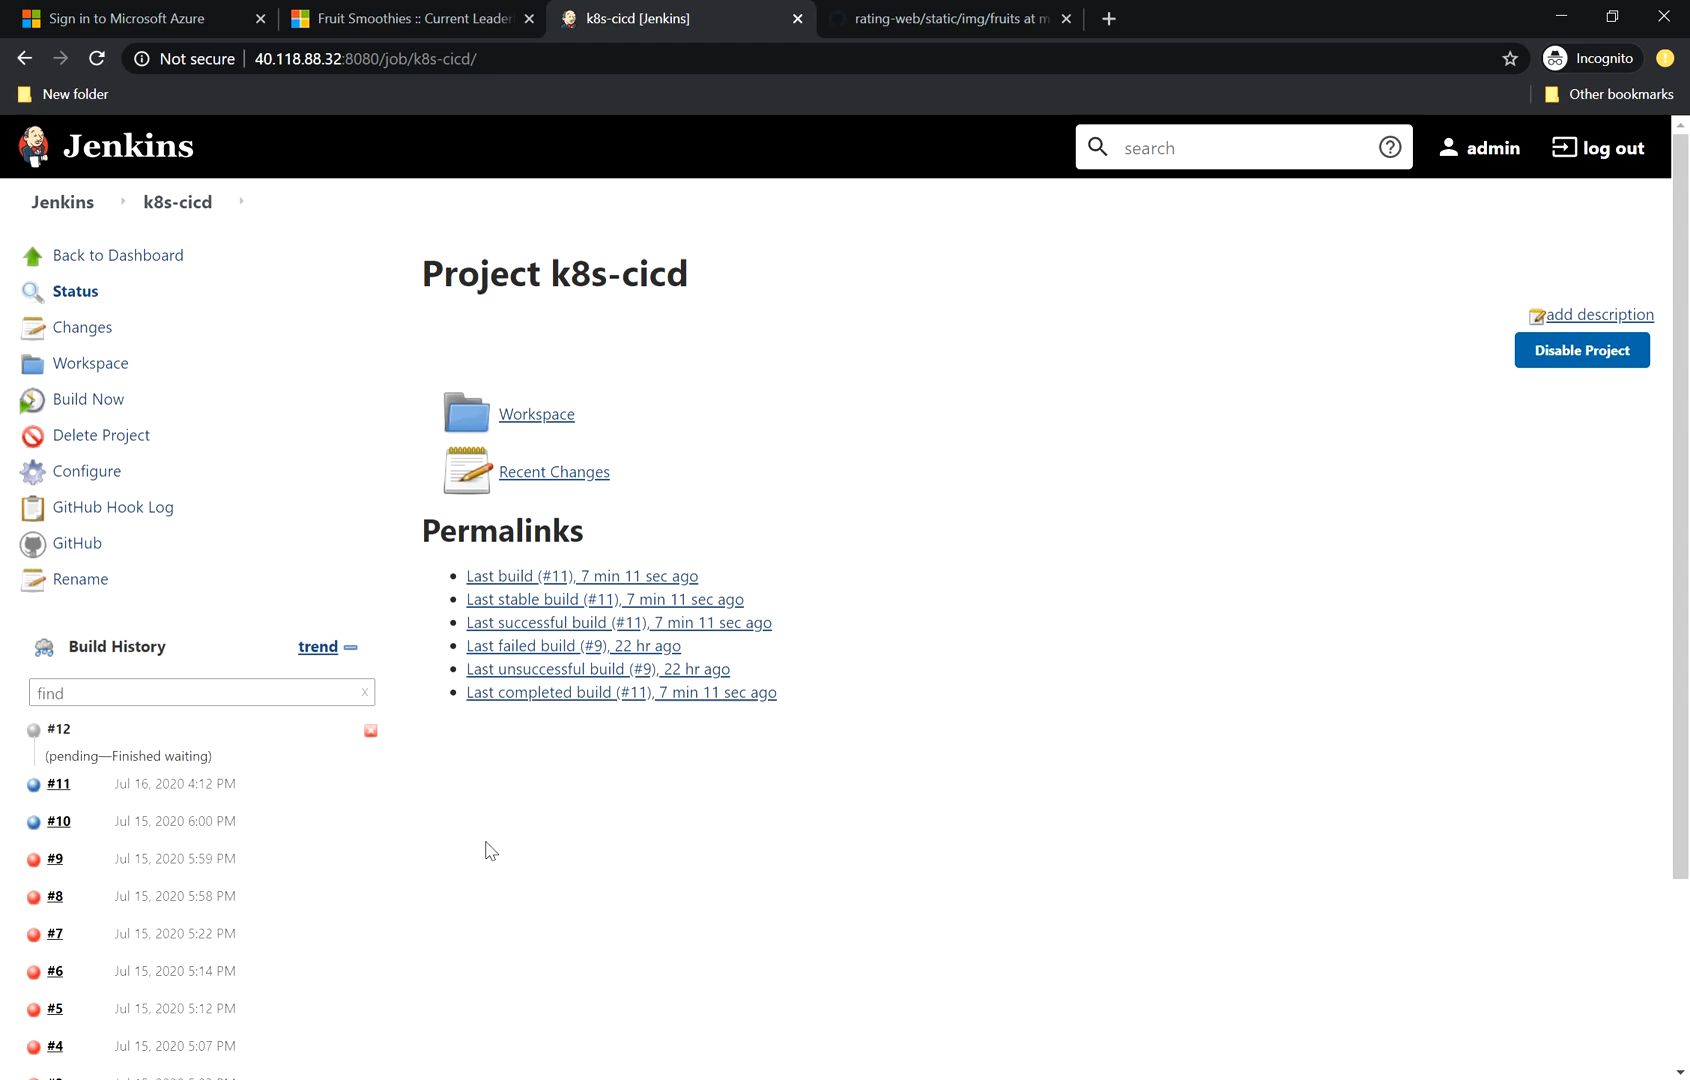 Sign in to Microsoft Azure
Fruit Smoothies :: Current Leader
k8s-cicd [Jenkins]
rating-web/static/img/fruits at m
Not secure
40.118.88.32:8080/job/k8s-cicd/
Incognito
New folder
Other bookmarks
Jenkins
search
admin
log out
Jenkins
k8s-cicd
Back to Dashboard
Status
Changes
Workspace
Build Now
Delete Project
Configure
GitHub Hook Log
GitHub
Rename
Project k8s-cicd
add description
Disable Project
Workspace
Recent Changes
Permalinks
Last build (#11), 7 min 11 sec ago
Last stable build (#11), 7 min 11 sec ago
Last successful build (#11), 7 min 11 sec ago
Last failed build (#9), 22 hr ago
Last unsuccessful build (#9), 22 hr ago
Last completed build (#11), 7 min 11 sec ago
Build History
trend
find
x
#12
(pending—Finished waiting)
#11 Jul 16, 2020 4:12 PM
#10 Jul 15, 2020 6:00 PM
#9 Jul 15, 2020 5:59 PM
#8 Jul 15, 2020 5:58 PM
#7 Jul 15, 2020 5:22 PM
#6 Jul 15, 2020 5:14 PM
#5 Jul 15, 2020 5:12 PM
#4 Jul 15, 2020 5:07 PM